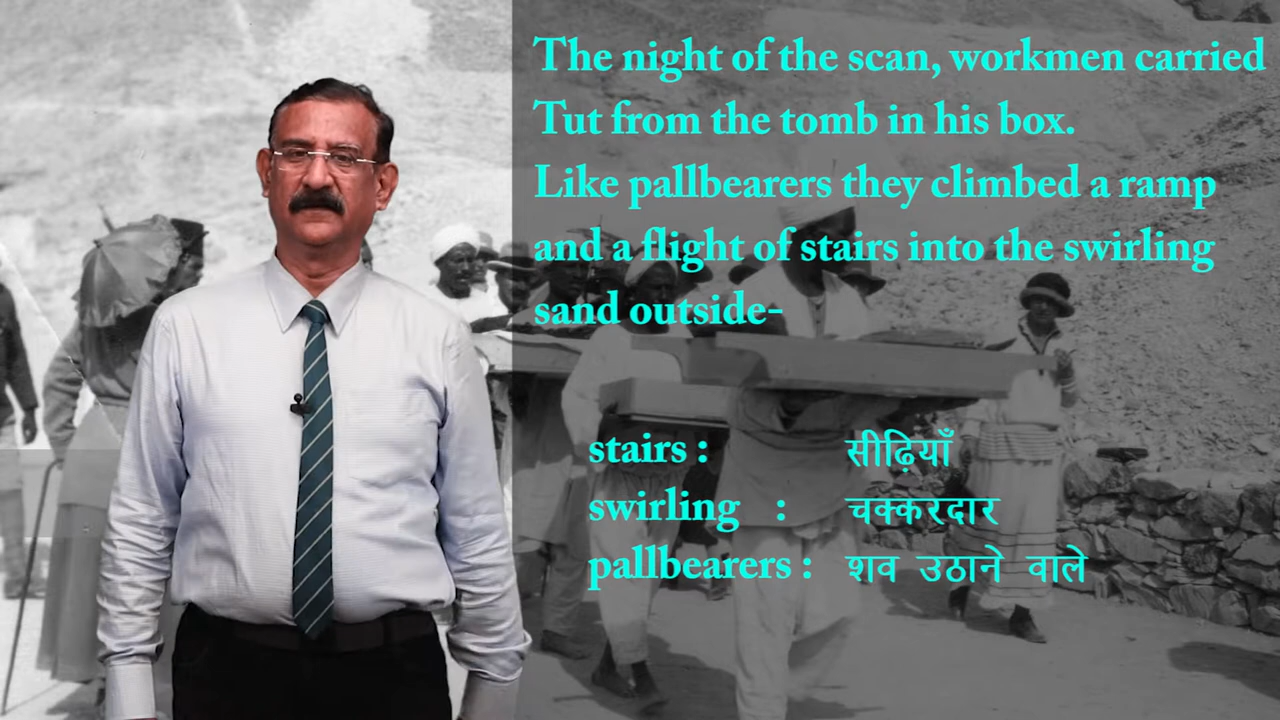 The night of the scan, workmen carried
Tut from the tomb in his box.
Like pallbearers they climbed a ramp
and a flight of stairs into the swirling
sand outside-
stairs : सीढ़ियाँ
swirling : चक्करदार
pallbearers : शव उठाने वाले